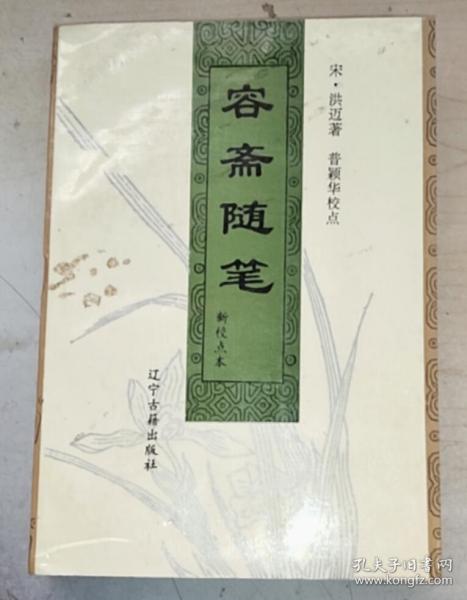 宋·洪迈著 普颖华校点
容斋随笔
新校点本
辽宁古籍出版社
孔夫子旧书网
www.kongfz.com